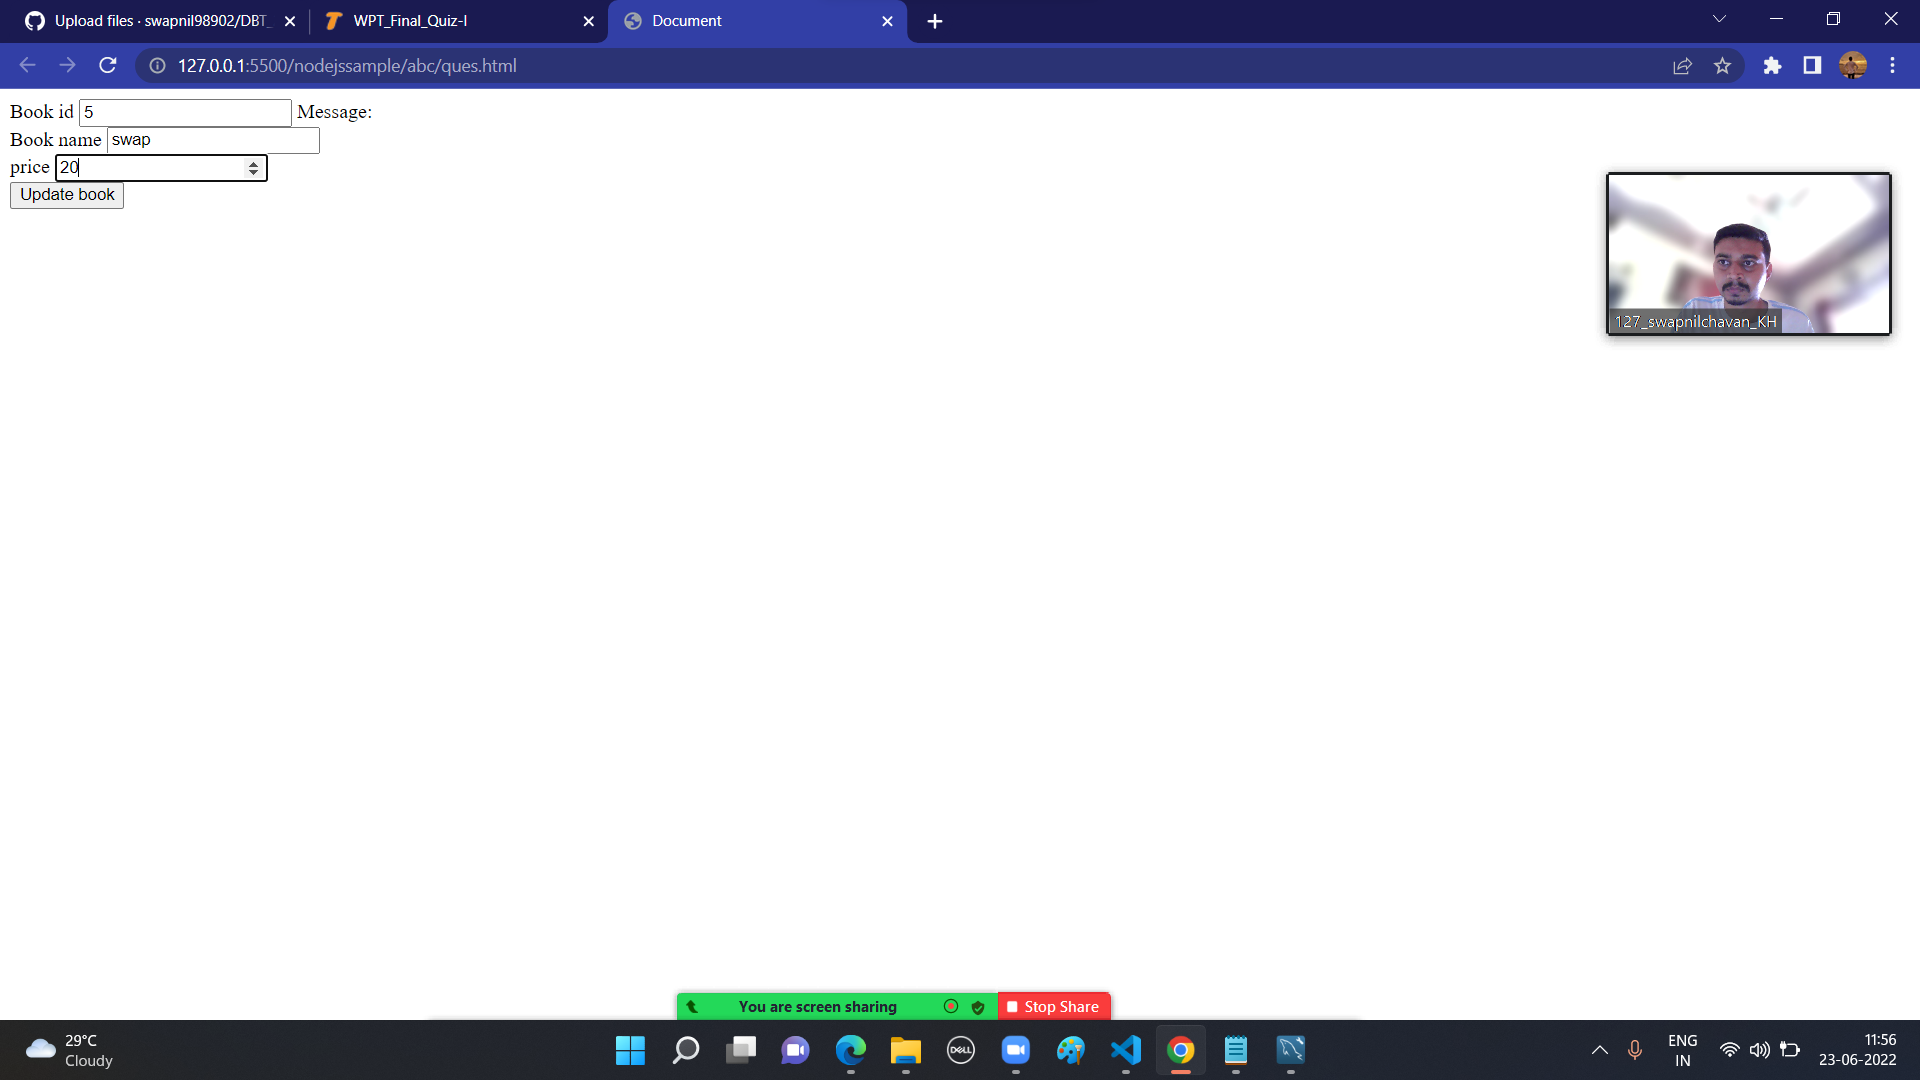 Upload files · swapnil98902/DBT_
WPT_Final_Quiz-I
Document
127.0.0.1:5500/nodejssample/abc/ques.html
Book id 5 Message:
Book name swap
price 20
Update book
127_swapnilchavan_KH
You are screen sharing Stop Share
29°C
Cloudy
DELL
ENG
IN
11:56
23-06-2022